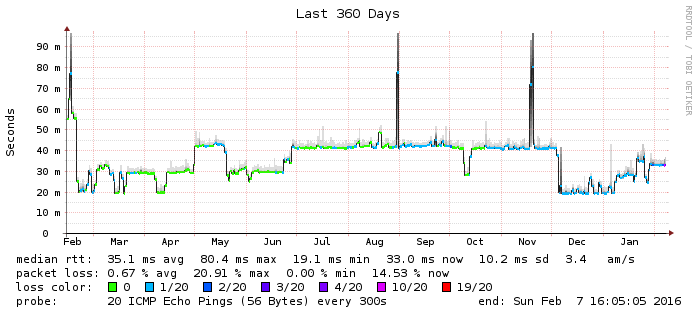 Last 360 Days
RRDTOOL / TOBI OETIKER
Seconds
90 m
80 m
70 m
60 m
50 m
40 m
30 m
20 m
10 m
0
Feb Mar Apr May Jun Jul Aug Sep Oct Nov Dec Jan
median rtt: 35.1 ms avg 80.4 ms max 19.1 ms min 33.0 ms now 10.2 ms sd 3.4 am/s
packet loss: 0.67 % avg 20.91 % max 0.00 % min 14.53 % now
loss color: 0 1/20 2/20 3/20 4/20 10/20 19/20
probe: 20 ICMP Echo Pings (56 Bytes) every 300s end: Sun Feb 7 16:05:05 2016